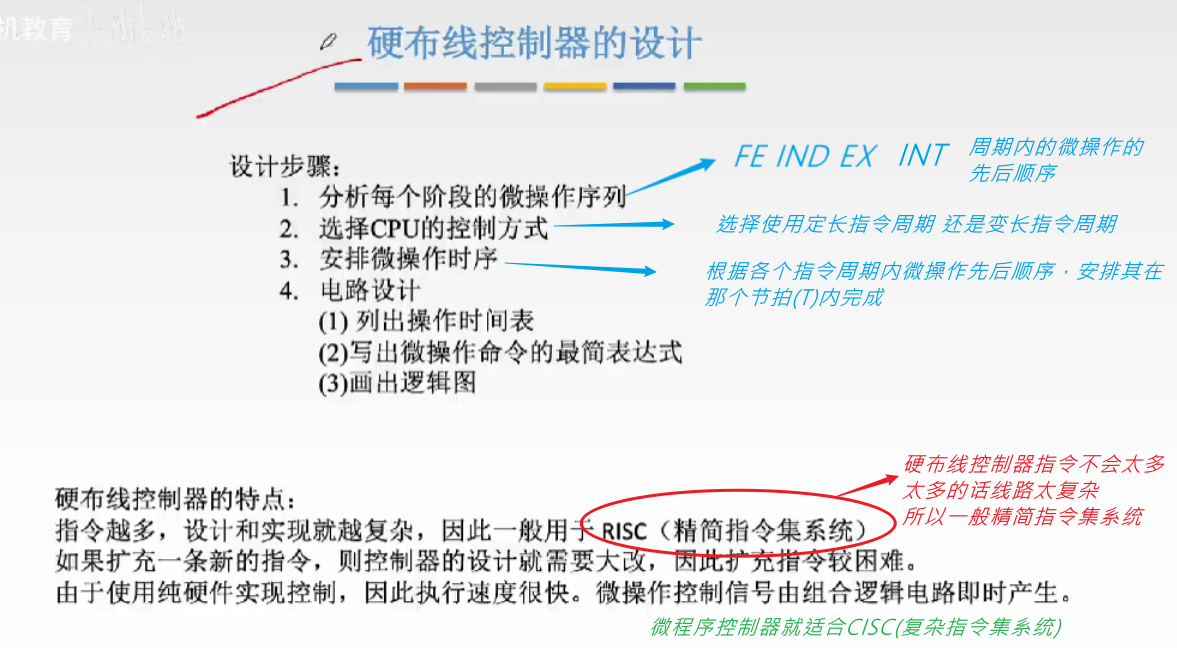 机教育
硬布线控制器的设计
设计步骤:
1. 分析每个阶段的微操作序列
2. 选择CPU的控制方式
3. 安排微操作时序
4. 电路设计
(1) 列出操作时间表
(2)写出微操作命令的最简表达式
(3)画出逻辑图
FE IND EX INT
周期内的微操作的
先后顺序
选择使用定长指令周期 还是变长指令周期
根据各个指令周期内微操作先后顺序，安排其在
那个节拍(T)内完成
硬布线控制器的特点:
指令越多，设计和实现就越复杂，因此一般用于 RISC（精简指令集系统）
如果扩充一条新的指令，则控制器的设计就需要大改，因此扩充指令较困难。
由于使用纯硬件实现控制，因此执行速度很快。微操作控制信号由组合逻辑电路即时产生。
硬布线控制器指令不会太多
太多的话线路太复杂
所以一般精简指令集系统
微程序控制器就适合CISC(复杂指令集系统)